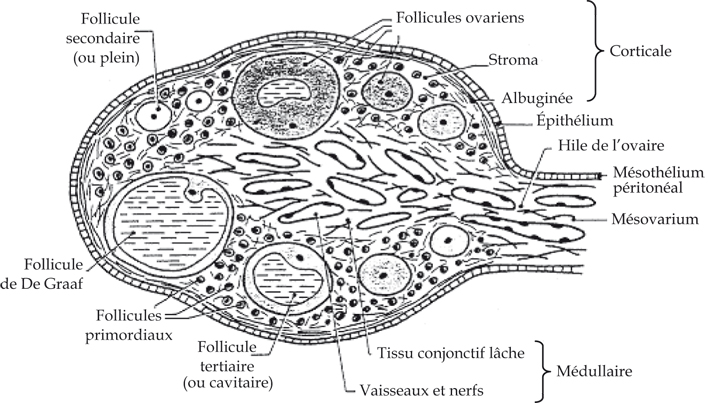 Follicule
secondaire
(ou plein)
Follicules ovariens
Stroma
Corticale
Albuginée
Épithélium
Hile de l'ovaire
Mésothélium
péritonéal
Mésovarium
Follicule
de De Graaf
Follicules
primordiaux
Follicule
tertiaire
(ou cavitaire)
Tissu conjonctif lâche
Vaisseaux et nerfs
Médullaire